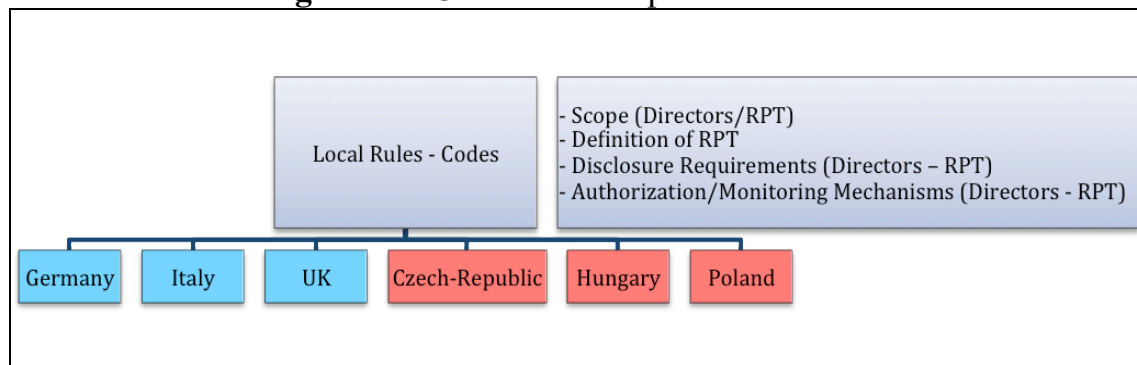 Local Rules - Codes
- Scope (Directors/RPT)
- Definition of RPT
- Disclosure Requirements (Directors – RPT)
- Authorization/Monitoring Mechanisms (Directors - RPT)
Germany
Italy
UK
Czech-Republic
Hungary
Poland